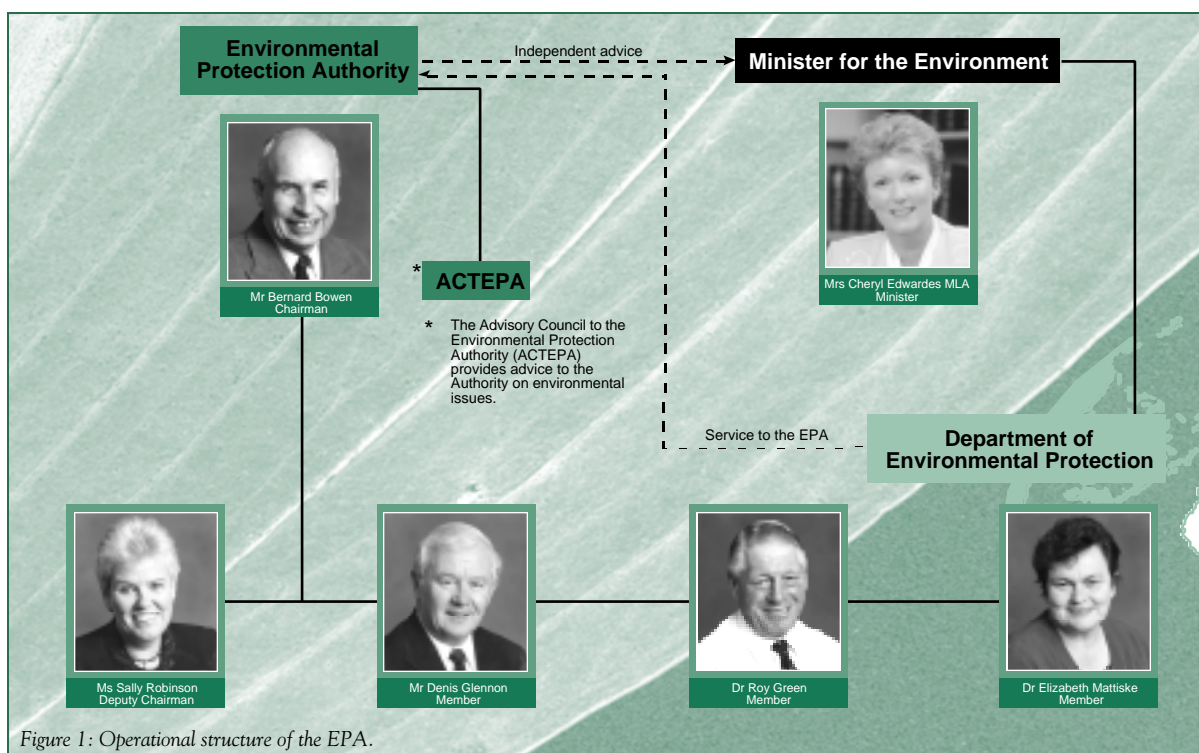 Environmental
Protection Authority
Independent advice
Minister for the Environment
Mr Bernard Bowen
Chairman
* ACTEPA
* The Advisory Council to the
Environmental Protection
Authority (ACTEPA)
provides advice to the
Authority on environmental
issues.
Mrs Cheryl Edwardes MLA
Minister
Service to the EPA
Department of
Environmental Protection
Ms Sally Robinson
Deputy Chairman
Mr Denis Glennon
Member
Dr Roy Green
Member
Dr Elizabeth Mattiske
Member
Figure 1: Operational structure of the EPA.